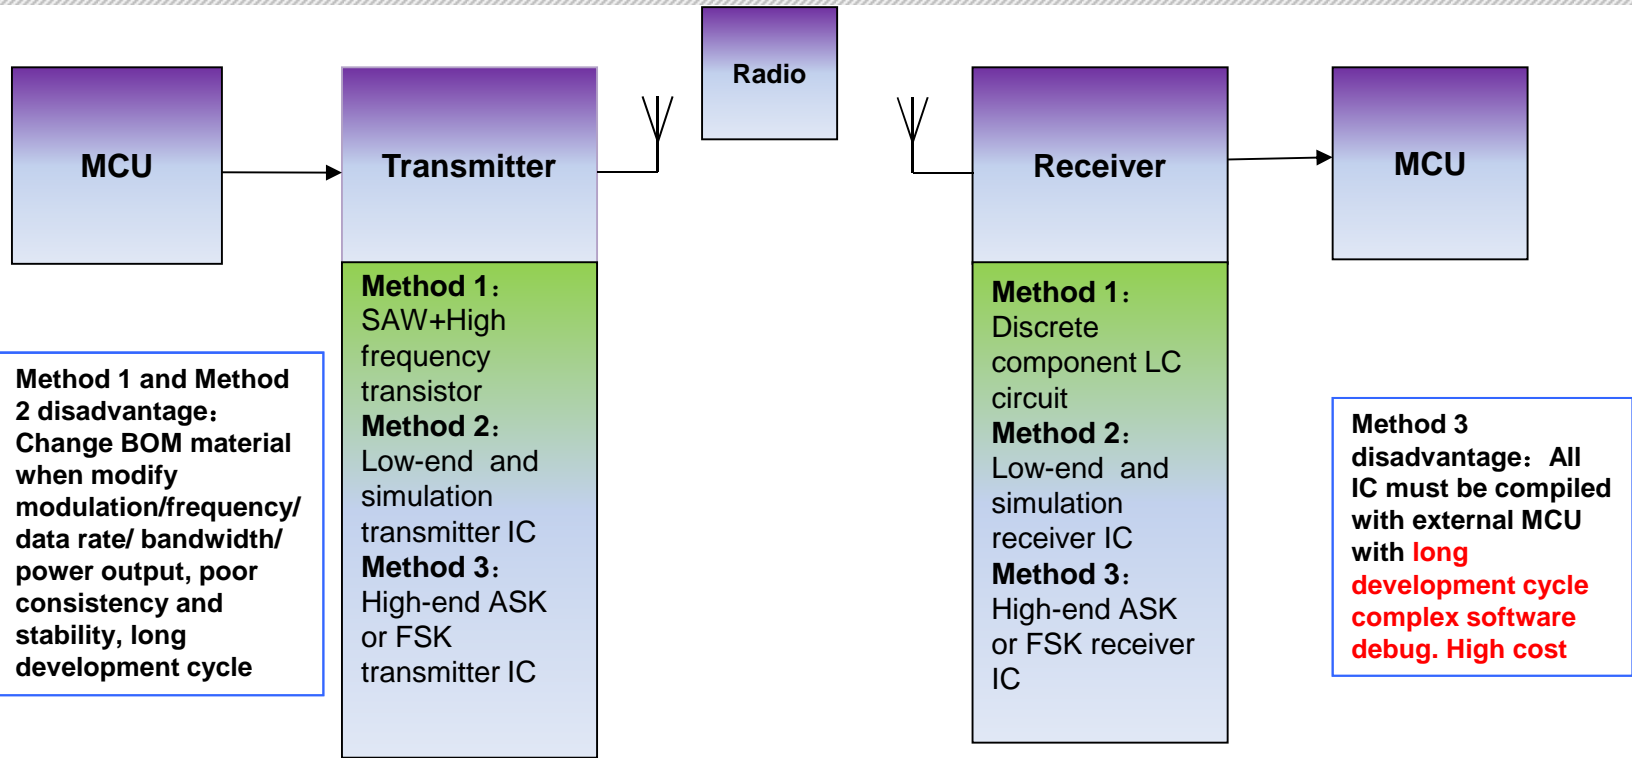 Radio
MCU
Transmitter
Receiver
MCU
Method 1：
SAW+High
frequency
transistor
Method 2：
Low-end and
simulation
transmitter IC
Method 3：
High-end ASK
or FSK
transmitter IC
Method 1：
Discrete
component LC
circuit
Method 2：
Low-end and
simulation
receiver IC
Method 3：
High-end ASK
or FSK receiver
IC
Method 1 and Method
2 disadvantage：
Change BOM material
when modify
modulation/frequency/
data rate/ bandwidth/
power output, poor
consistency and
stability, long
development cycle
Method 3
disadvantage：All
IC must be compiled
with external MCU
with long
development cycle
complex software
debug. High cost